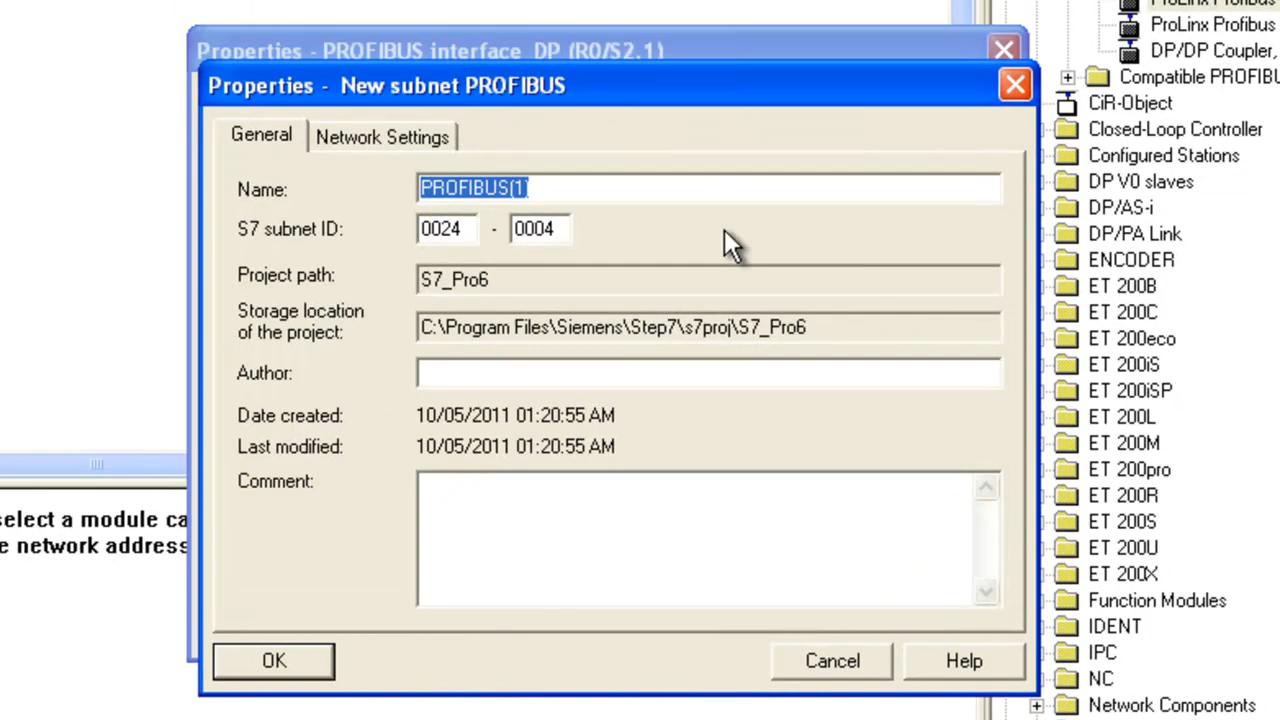 Properties - PROFIBUS interface DP (R0/S2.1)
Properties - New subnet PROFIBUS
General
Network Settings
Name:
PROFIBUS(1)
S7 subnet ID:
0024 - 0004
Project path:
S7_Pro6
Storage location
of the project:
C:\Program Files\Siemens\Step7\s7proj\S7_Pro6
Author:
Date created:
10/05/2011 01:20:55 AM
Last modified:
10/05/2011 01:20:55 AM
Comment:
OK
Cancel
Help
select a module ca
e network address
ProLinx Profibus
ProLinx Profibus
DP/DP Coupler,
Compatible PROFIBU
CiR-Object
Closed-Loop Controller
Configured Stations
DP V0 slaves
DP/AS-i
DP/PA Link
ENCODER
ET 200B
ET 200C
ET 200eco
ET 200iS
ET 200iSP
ET 200L
ET 200M
ET 200pro
ET 200R
ET 200S
ET 200U
ET 200X
Function Modules
IDENT
IPC
NC
Network Components